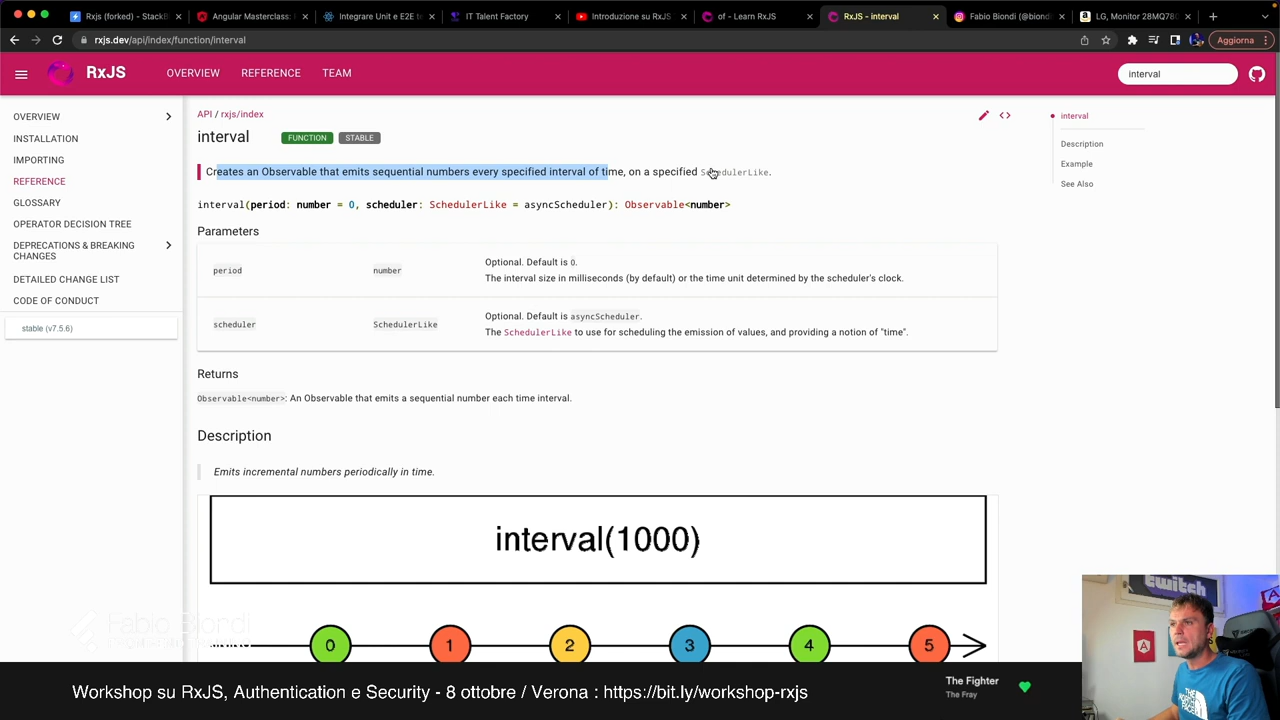 Rxjs (forked) - StackB
Angular Masterclass:
Integrare Unit e E2E te
IT Talent Factory
Introduzione su RxJS
of - Learn RxJS
RxJS - interval
Fabio Biondi (@bionda
LG, Monitor 28MQ780
rxjs.dev/api/index/function/interval
Aggiorna
RxJS
OVERVIEW
REFERENCE
TEAM
interval
OVERVIEW
INSTALLATION
IMPORTING
REFERENCE
GLOSSARY
OPERATOR DECISION TREE
DEPRECATIONS & BREAKING
CHANGES
DETAILED CHANGE LIST
CODE OF CONDUCT
stable (v7.5.6)
API / rxjs/index
interval FUNCTION STABLE
Creates an Observable that emits sequential numbers every specified interval of time, on a specified SchedulerLike.
interval(period: number = 0, scheduler: SchedulerLike = asyncScheduler): Observable<number>
Parameters
period number Optional. Default is 0.
The interval size in milliseconds (by default) or the time unit determined by the scheduler's clock.
scheduler SchedulerLike Optional. Default is asyncScheduler.
The SchedulerLike to use for scheduling the emission of values, and providing a notion of "time".
Returns
Observable<number>: An Observable that emits a sequential number each time interval.
Description
Emits incremental numbers periodically in time.
interval(1000)
0 1 2 3 4 5
interval
Description
Example
See Also
Fabio Biondi
twitch
THE
NORTH
FACE
Workshop su RxJS, Authentication e Security - 8 ottobre / Verona : https://bit.ly/workshop-rxjs
The Fighter
The Fray